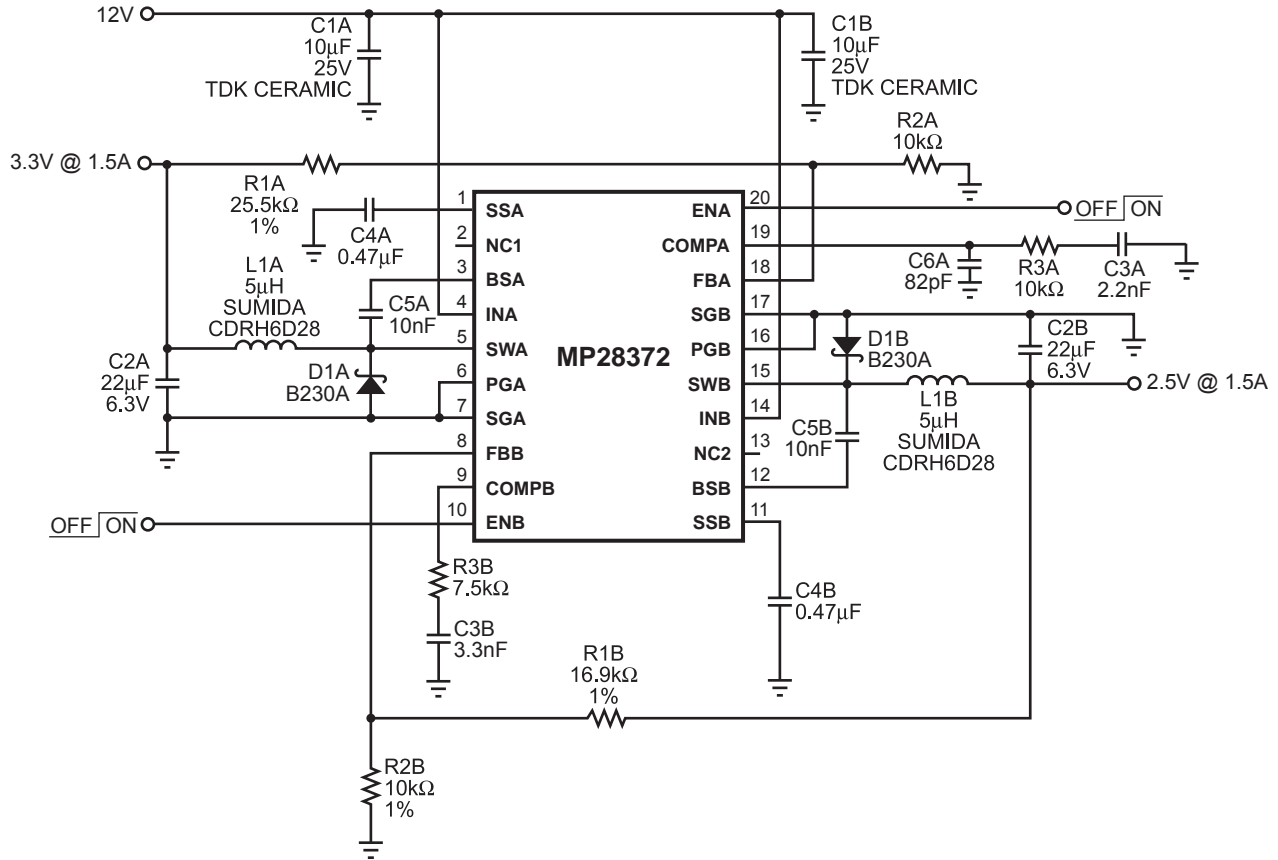 12V
C1A
10µF
25V
TDK CERAMIC
C1B
10µF
25V
TDK CERAMIC
3.3V @ 1.5A
R1A
25.5kΩ
1%
R2A
10kΩ
C4A
0.47µF
L1A
5µH
SUMIDA
CDRH6D28
C5A
10nF
C2A
22µF
6.3V
D1A
B230A
MP28372
1 SSA
2 NC1
3 BSA
4 INA
5 SWA
6 PGA
7 SGA
8 FBB
9 COMPB
10 ENB
20 ENA
19 COMPA
18 FBA
17 SGB
16 PGB
15 SWB
14 INB
13 NC2
12 BSB
11 SSB
OFF ON
C6A
82pF
R3A
10kΩ
C3A
2.2nF
D1B
B230A
C2B
22µF
6.3V
2.5V @ 1.5A
L1B
5µH
SUMIDA
CDRH6D28
C5B
10nF
OFF ON
R3B
7.5kΩ
C3B
3.3nF
C4B
0.47µF
R1B
16.9kΩ
1%
R2B
10kΩ
1%